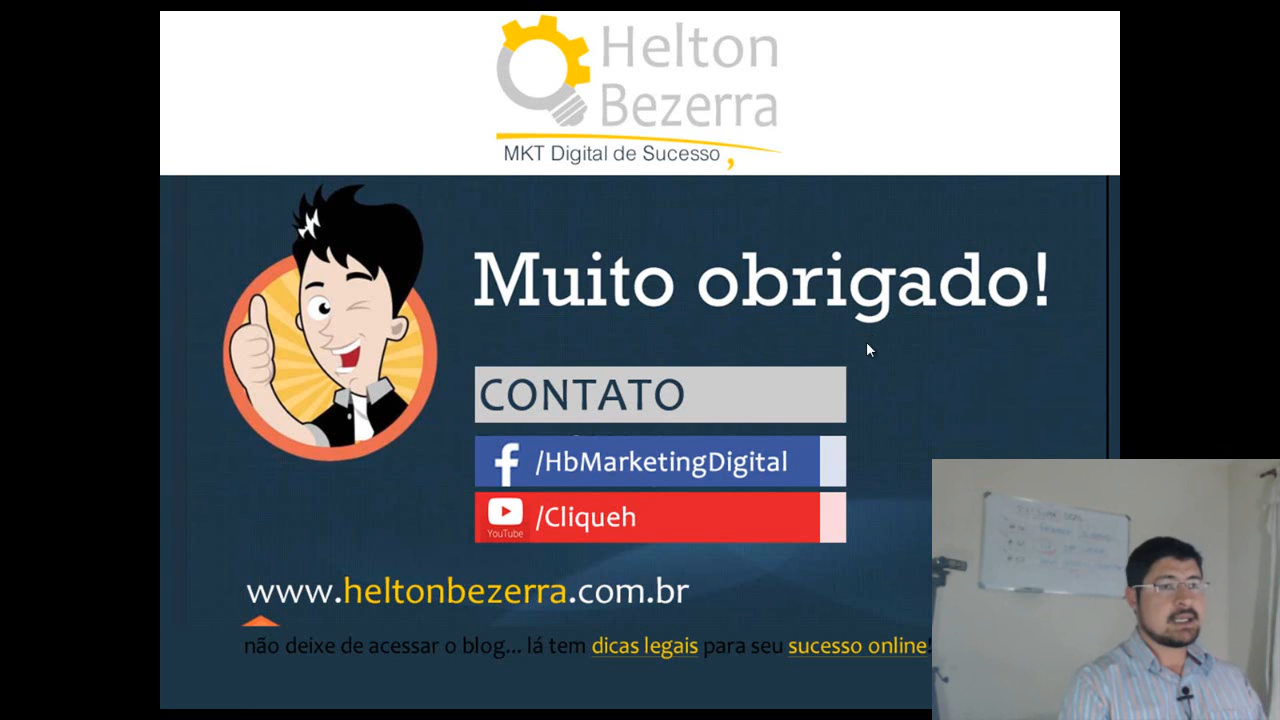 Helton
Bezerra
MKT Digital de Sucesso,
Muito obrigado!
CONTATO
/HbMarketingDigital
YouTube
/Cliqueh
www.heltonbezerra.com.br
não deixe de acessar o blog... lá tem dicas legais para seu sucesso online!